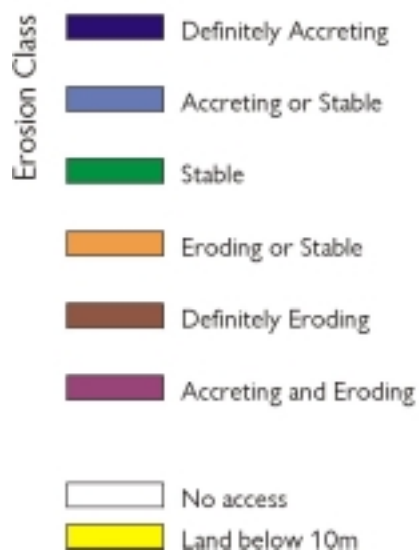 Erosion Class
Definitely Accreting
Accreting or Stable
Stable
Eroding or Stable
Definitely Eroding
Accreting and Eroding
No access
Land below 10m